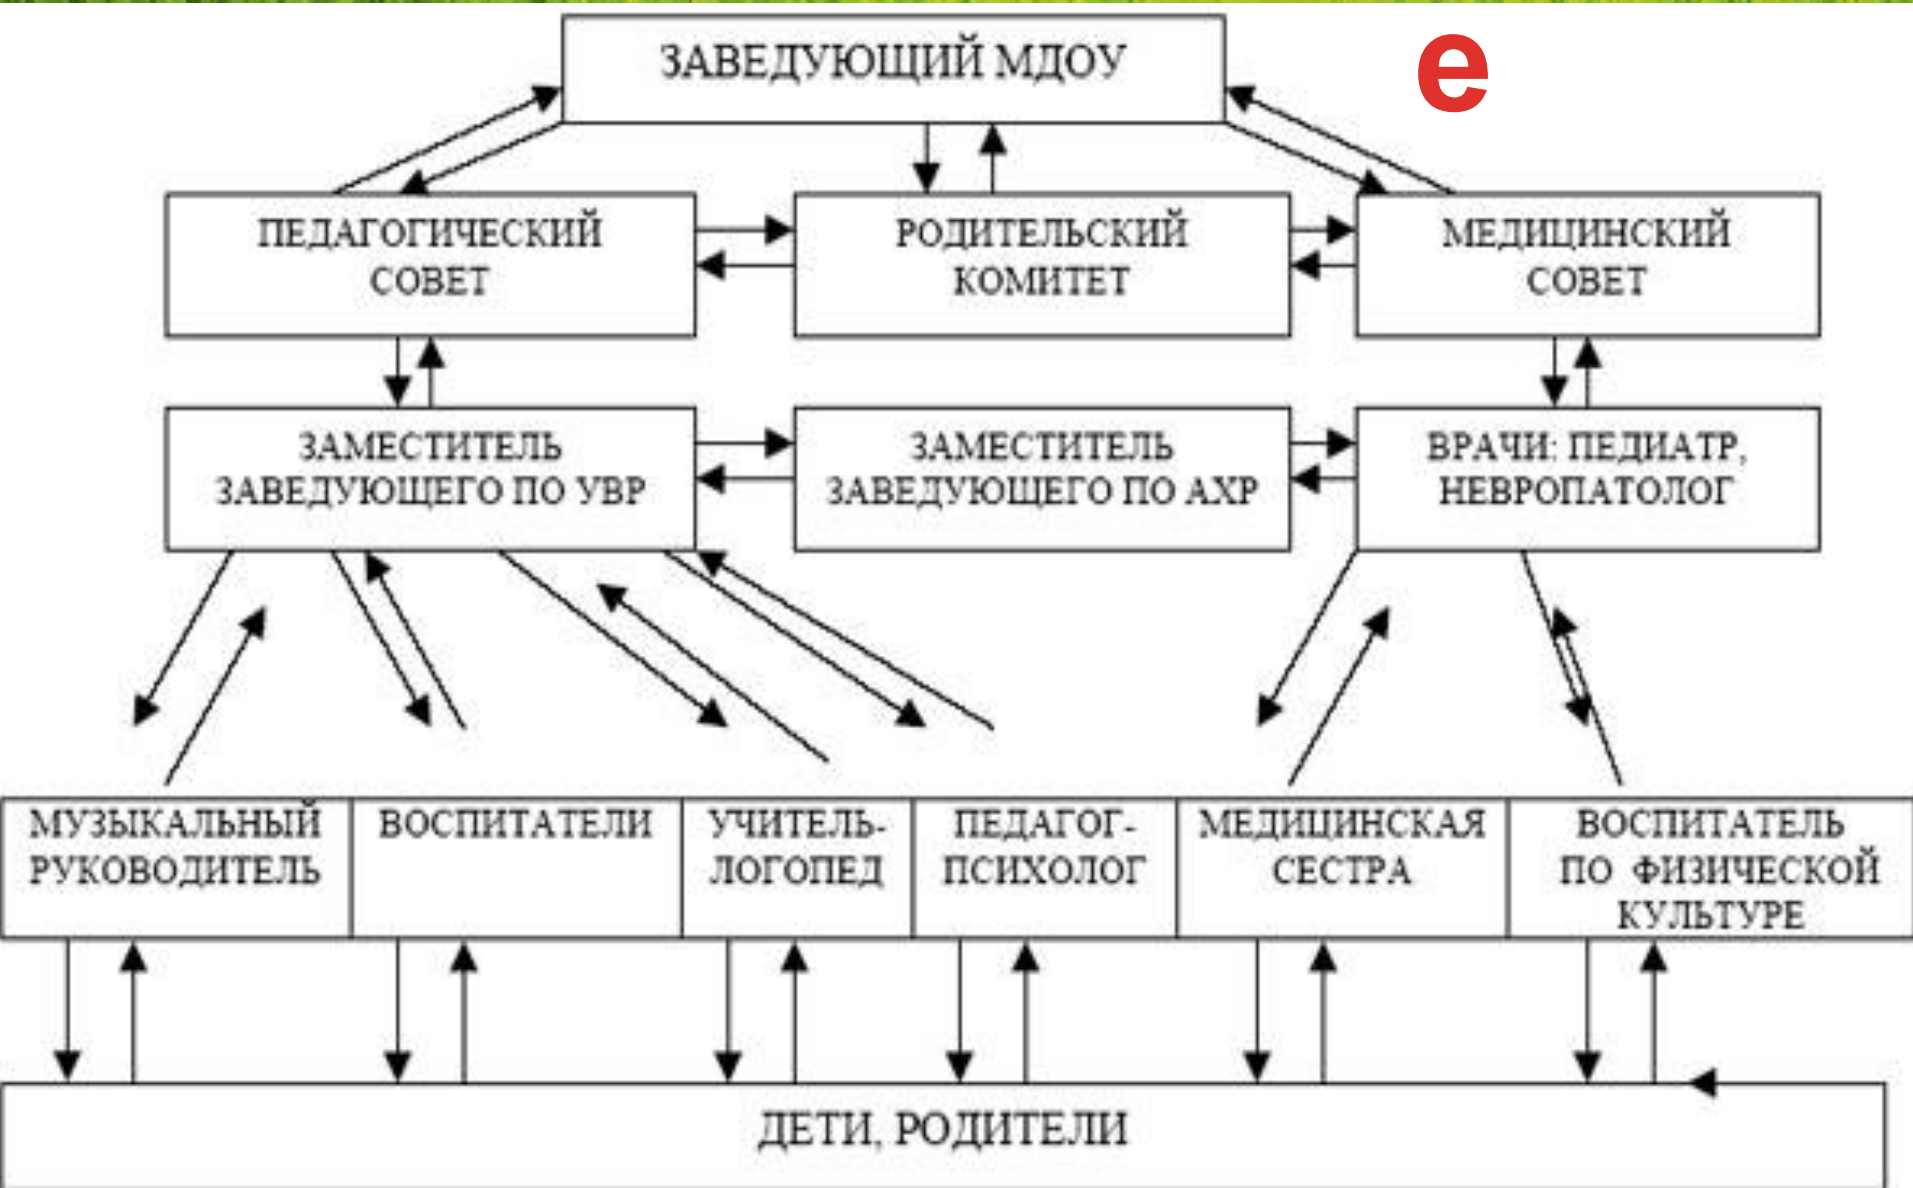 ЗАВЕДУЮЩИЙ МДОУ
е
ПЕДАГОГИЧЕСКИЙ
СОВЕТ
РОДИТЕЛЬСКИЙ
КОМИТЕТ
МЕДИЦИНСКИЙ
СОВЕТ
ЗАМЕСТИТЕЛЬ
ЗАВЕДУЮЩЕГО ПО УВР
ЗАМЕСТИТЕЛЬ
ЗАВЕДУЮЩЕГО ПО АХР
ВРАЧИ: ПЕДИАТР,
НЕВРОПАТОЛОГ
МУЗЫКАЛЬНЫЙ
РУКОВОДИТЕЛЬ
ВОСПИТАТЕЛИ
УЧИТЕЛЬ-
ЛОГОПЕД
ПЕДАГОГ-
ПСИХОЛОГ
МЕДИЦИНСКАЯ
СЕСТРА
ВОСПИТАТЕЛЬ
ПО ФИЗИЧЕСКОЙ
КУЛЬТУРЕ
ДЕТИ, РОДИТЕЛИ